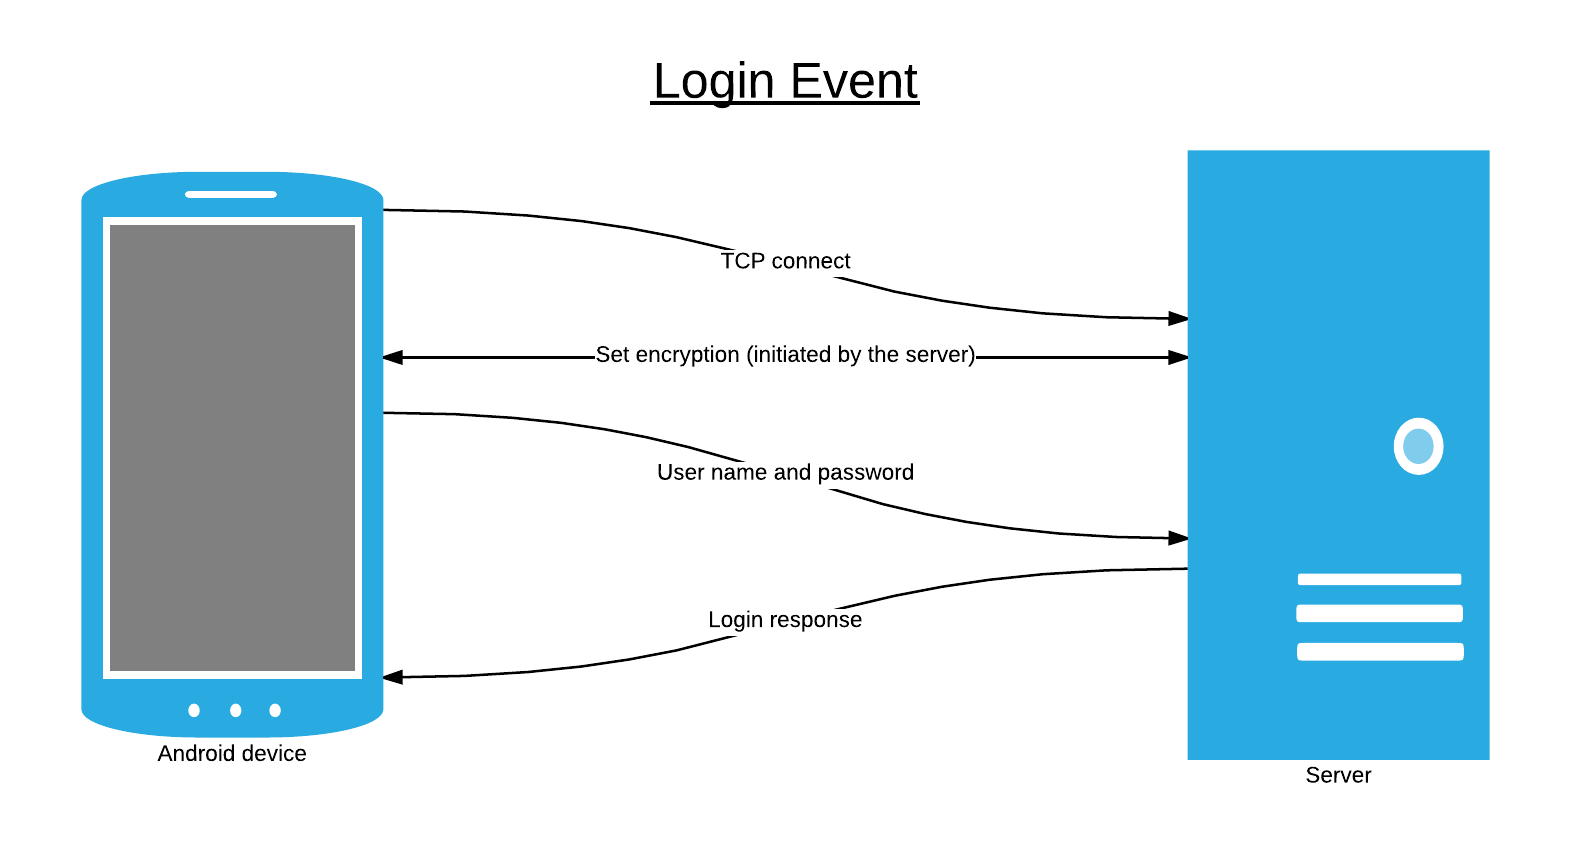 Login Event
TCP connect
Set encryption (initiated by the server)
User name and password
Login response
Android device
Server